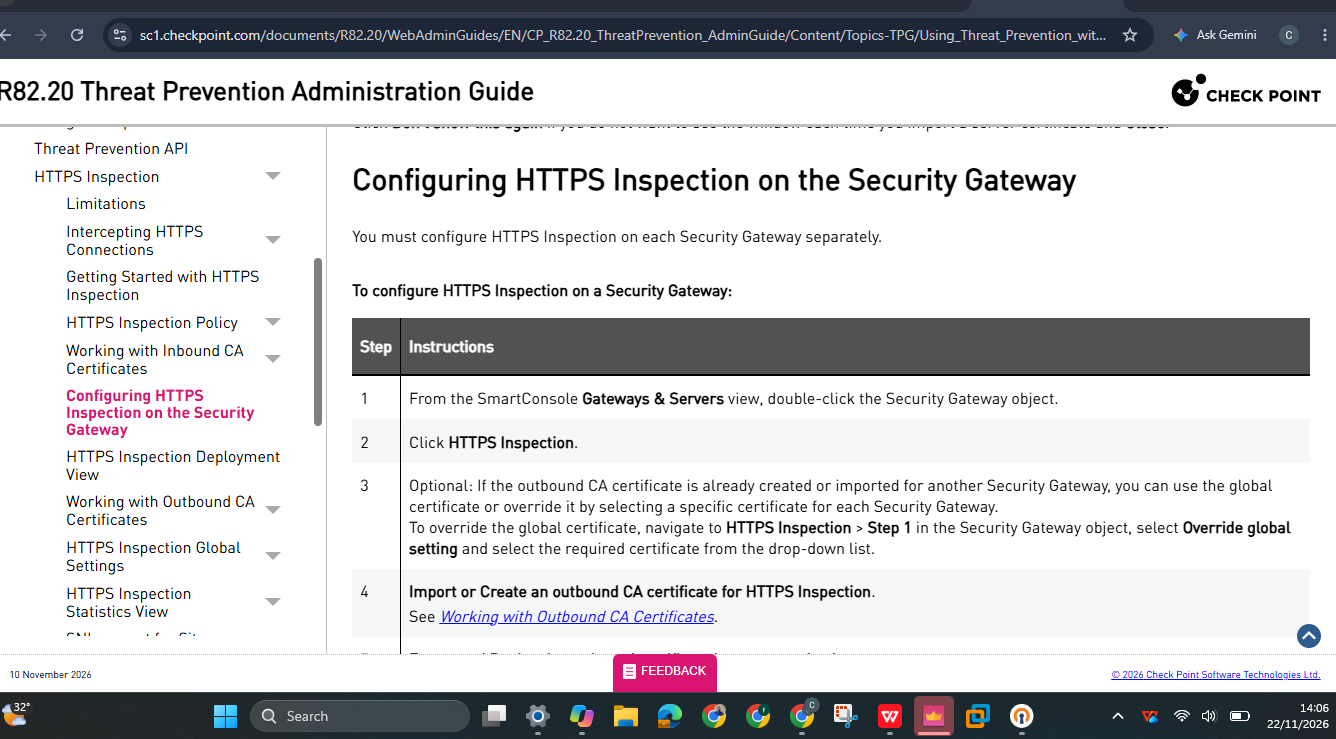 sc1.checkpoint.com/documents/R82.20/WebAdminGuides/EN/CP_R82.20_ThreatPrevention_AdminGuide/Content/Topics-TPG/Using_Threat_Prevention_wit...
Ask Gemini
C
R82.20 Threat Prevention Administration Guide
CHECK POINT
Threat Prevention API
HTTPS Inspection
Limitations
Intercepting HTTPS
Connections
Getting Started with HTTPS
Inspection
HTTPS Inspection Policy
Working with Inbound CA
Certificates
Configuring HTTPS
Inspection on the Security
Gateway
HTTPS Inspection Deployment
View
Working with Outbound CA
Certificates
HTTPS Inspection Global
Settings
HTTPS Inspection
Statistics View
Configuring HTTPS Inspection on the Security Gateway
You must configure HTTPS Inspection on each Security Gateway separately.
To configure HTTPS Inspection on a Security Gateway:
Step Instructions
1 From the SmartConsole Gateways & Servers view, double-click the Security Gateway object.
2 Click HTTPS Inspection.
3 Optional: If the outbound CA certificate is already created or imported for another Security Gateway, you can use the global
certificate or override it by selecting a specific certificate for each Security Gateway.
To override the global certificate, navigate to HTTPS Inspection > Step 1 in the Security Gateway object, select Override global
setting and select the required certificate from the drop-down list.
4 Import or Create an outbound CA certificate for HTTPS Inspection.
See Working with Outbound CA Certificates.
10 November 2026
FEEDBACK
© 2026 Check Point Software Technologies Ltd.
32°
Search
C
14:06
22/11/2026